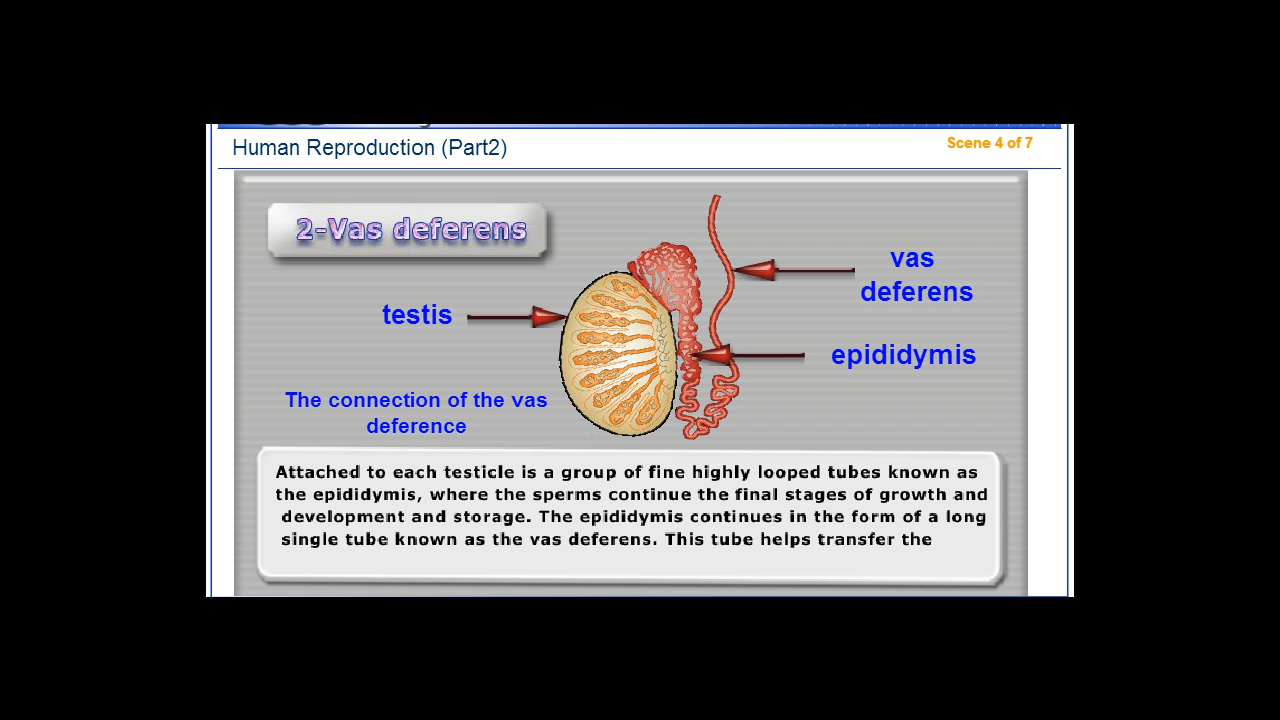 Human Reproduction (Part2)
Scene 4 of 7
2-Vas deferens
vas
deferens
testis
epididymis
The connection of the vas
deference
Attached to each testicle is a group of fine highly looped tubes known as
the epididymis, where the sperms continue the final stages of growth and
development and storage. The epididymis continues in the form of a long
single tube known as the vas deferens. This tube helps transfer the